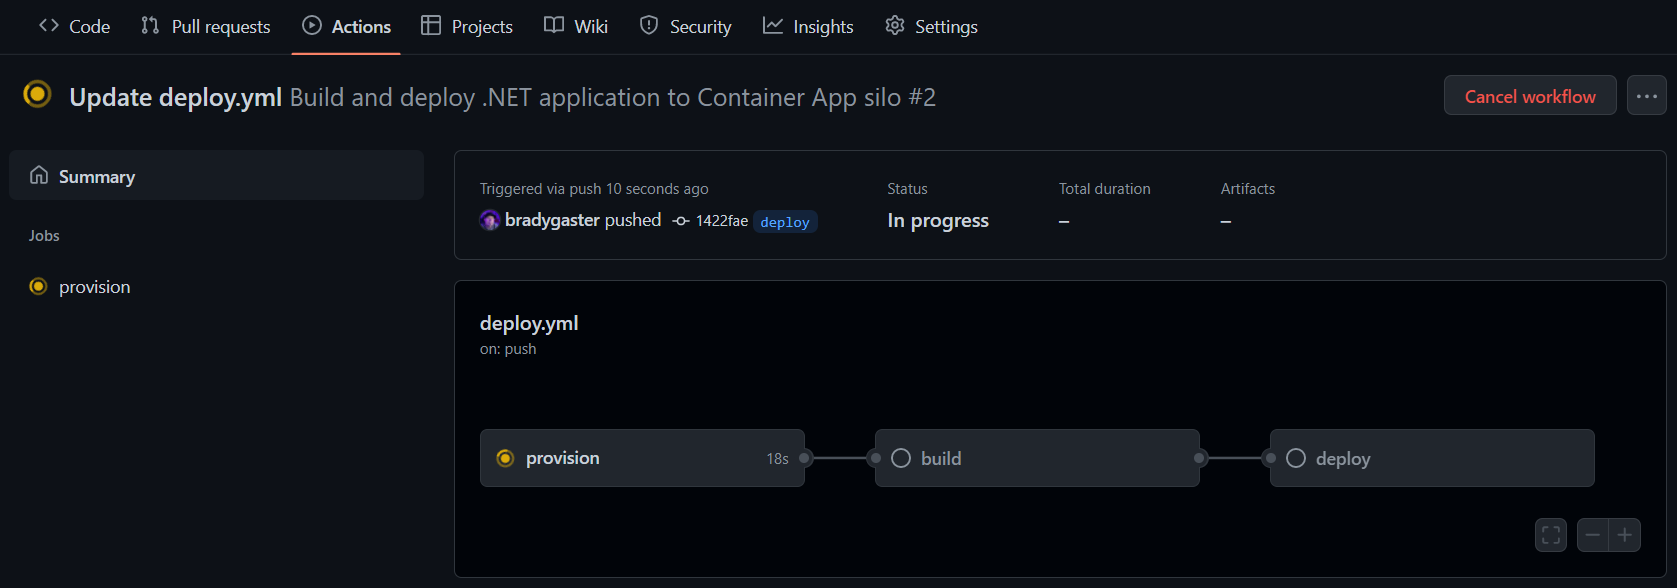 Code Pull requests Actions Projects Wiki Security Insights Settings
Update deploy.yml Build and deploy .NET application to Container App silo #2
Cancel workflow ...
Summary
Jobs
provision
Triggered via push 10 seconds ago
bradygaster pushed 1422fae deploy
Status
In progress
Total duration
–
Artifacts
–
deploy.yml
on: push
provision 18s
build
deploy